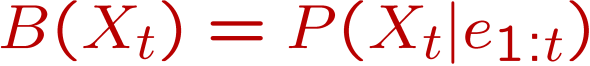 B(X_t) = P(X_t|e_{1:t})